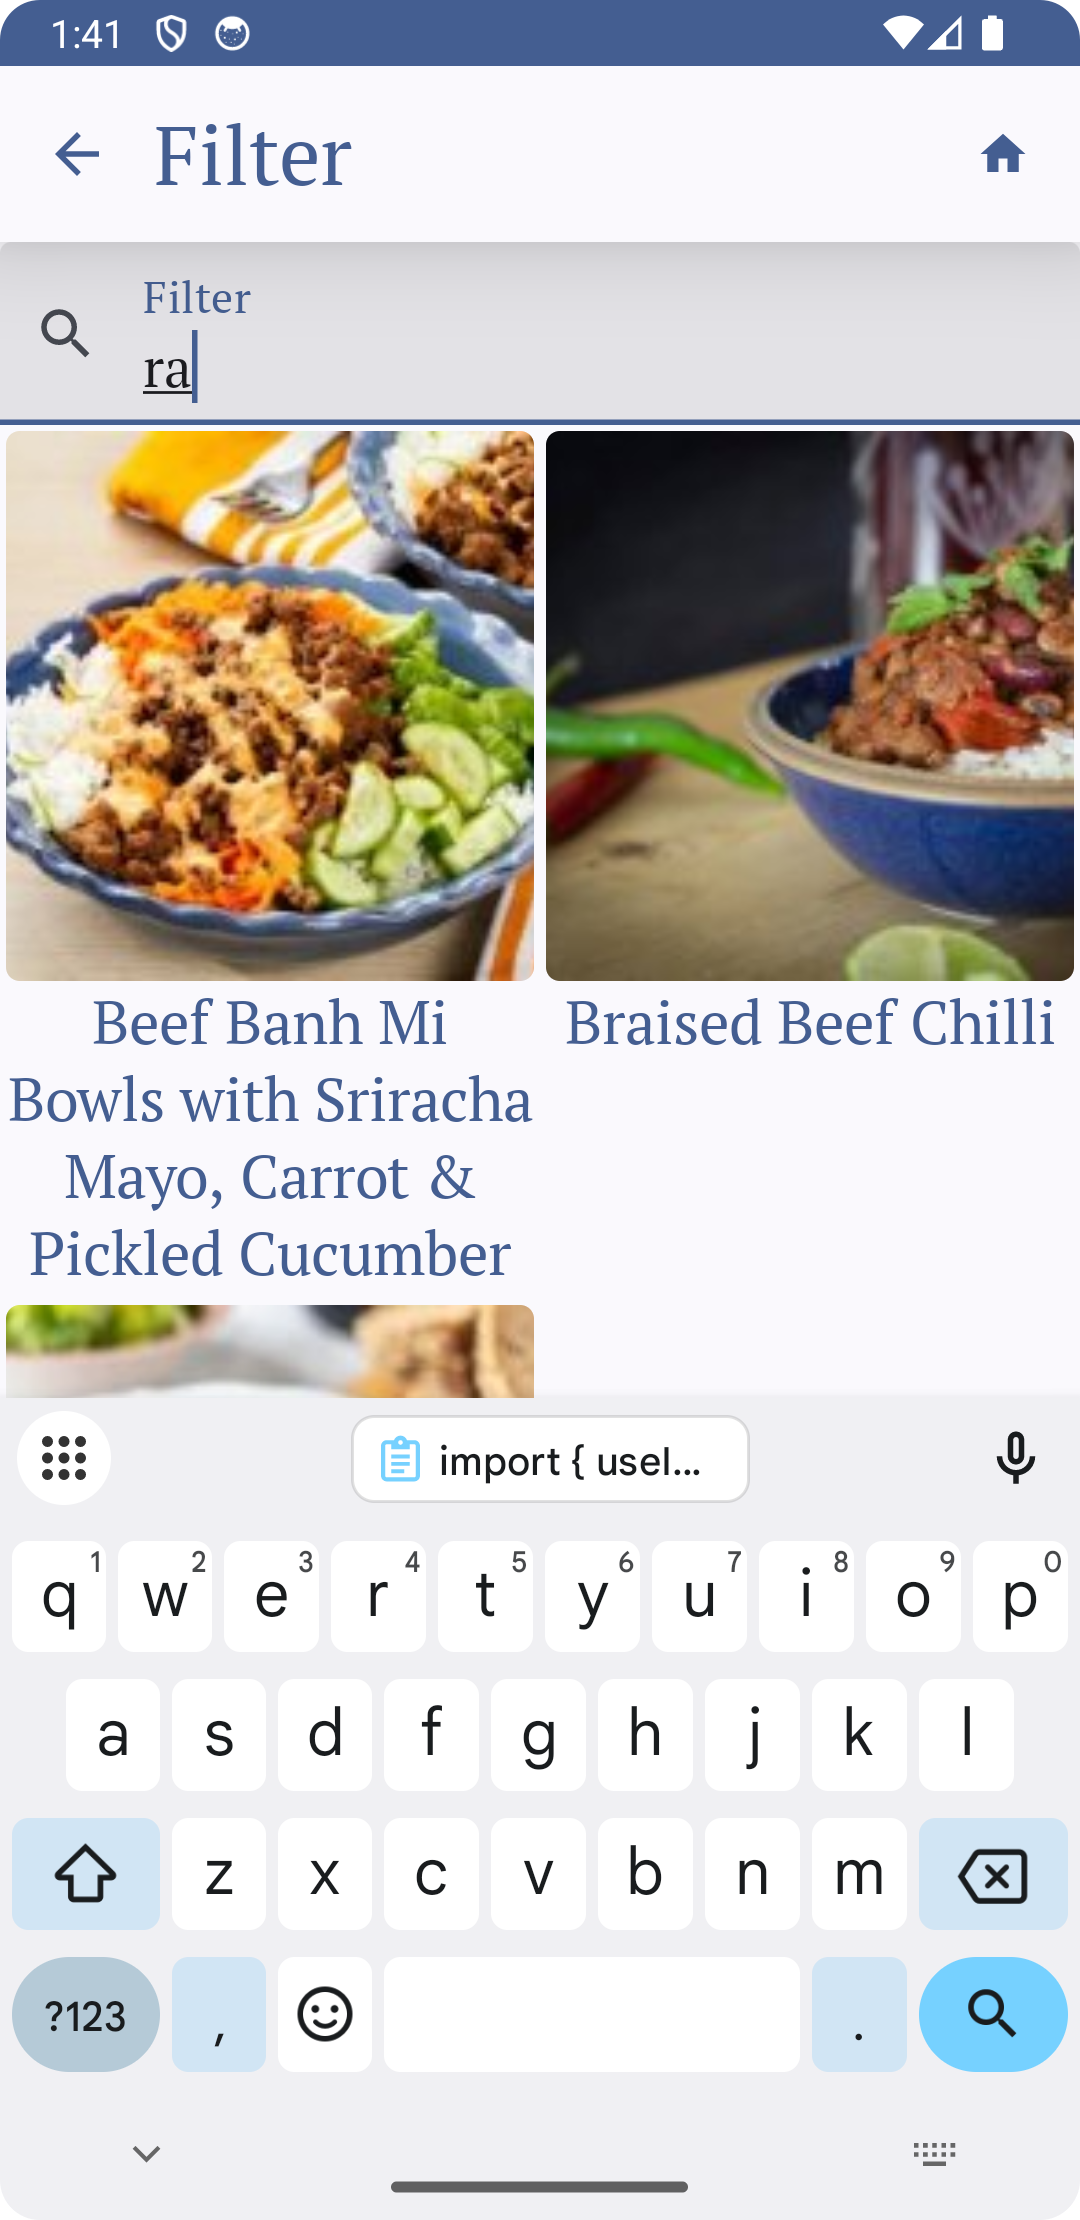 1:41
Filter
Filter
ra
Beef Banh Mi
Bowls with Sriracha
Mayo, Carrot &
Pickled Cucumber
Braised Beef Chilli
import { usel...
q 1 w 2 e 3 r 4 t 5 y 6 u 7 i 8 o 9 p 0
a s d f g h j k l
z x c v b n m
?123 , .